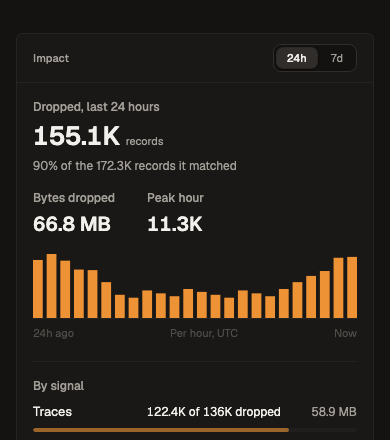 Impact
24h 7d
Dropped, last 24 hours
155.1K records
90% of the 172.3K records it matched
Bytes dropped Peak hour
66.8 MB 11.3K
24h ago Per hour, UTC Now
By signal
Traces 122.4K of 136K dropped 58.9 MB